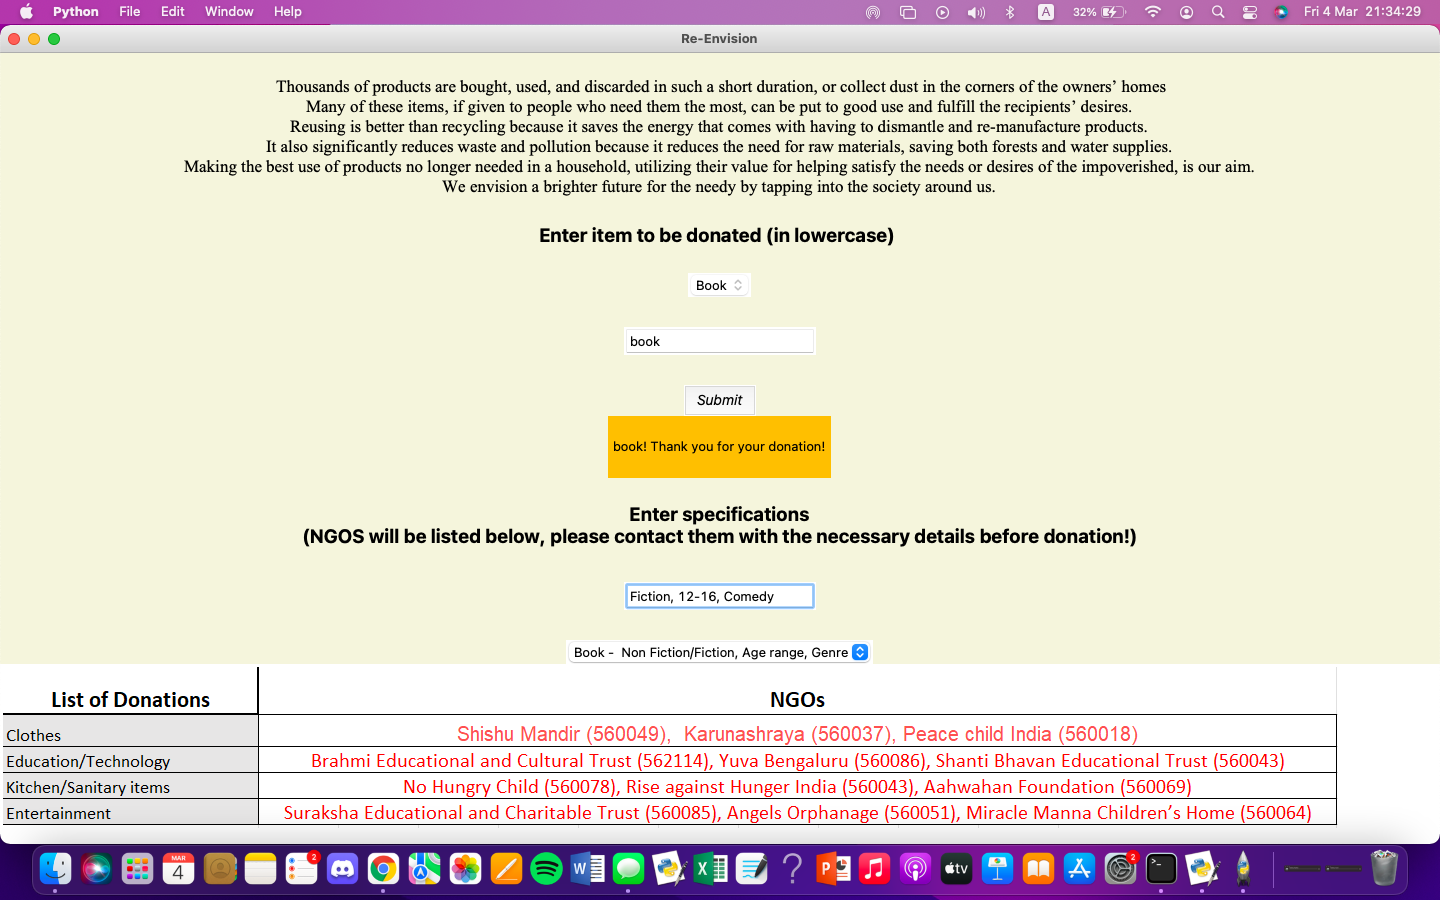 Python File Edit Window Help A 32% Fri 4 Mar 21:34:29
Re-Envision
Thousands of products are bought, used, and discarded in such a short duration, or collect dust in the corners of the owners’ homes
Many of these items, if given to people who need them the most, can be put to good use and fulfill the recipients’ desires.
Reusing is better than recycling because it saves the energy that comes with having to dismantle and re-manufacture products.
It also significantly reduces waste and pollution because it reduces the need for raw materials, saving both forests and water supplies.
Making the best use of products no longer needed in a household, utilizing their value for helping satisfy the needs or desires of the impoverished, is our aim.
We envision a brighter future for the needy by tapping into the society around us.
Enter item to be donated (in lowercase)
Book
book
Submit
book! Thank you for your donation!
Enter specifications
(NGOS will be listed below, please contact them with the necessary details before donation!)
Fiction, 12-16, Comedy
Book - Non Fiction/Fiction, Age range, Genre
List of Donations NGOs
Clothes Shishu Mandir (560049), Karunashraya (560037), Peace child India (560018)
Education/Technology Brahmi Educational and Cultural Trust (562114), Yuva Bengaluru (560086), Shanti Bhavan Educational Trust (560043)
Kitchen/Sanitary items No Hungry Child (560078), Rise against Hunger India (560043), Aahwahan Foundation (560069)
Entertainment Suraksha Educational and Charitable Trust (560085), Angels Orphanage (560051), Miracle Manna Children’s Home (560064)
MAR 4 2 W X ? P tv A 2 >_